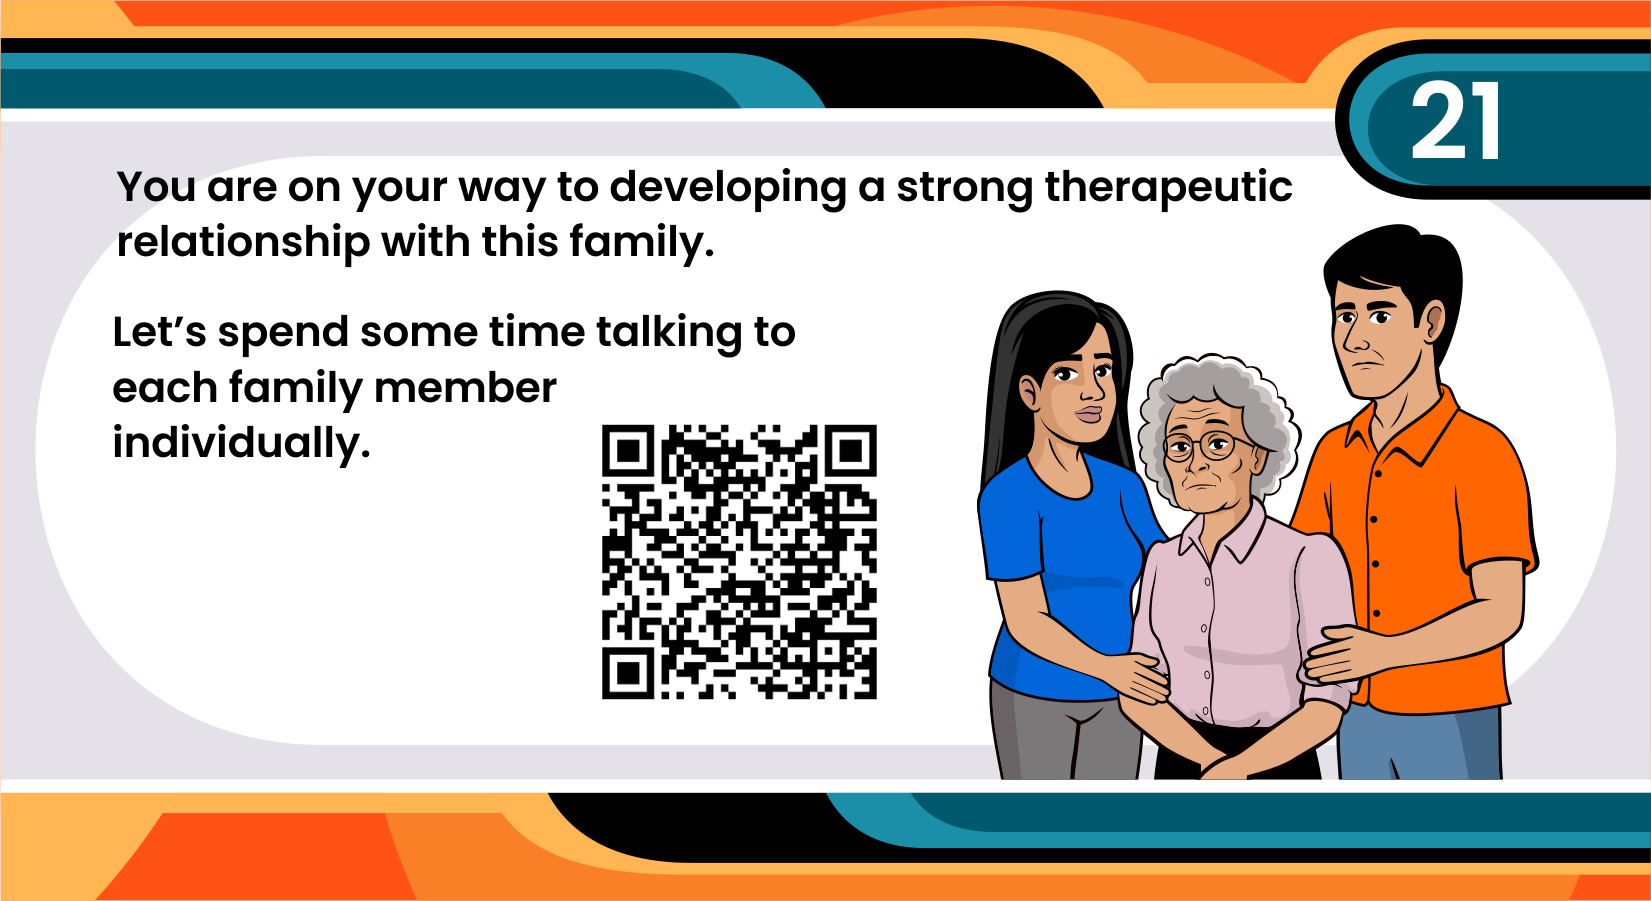 21
You are on your way to developing a strong therapeutic
relationship with this family.
Let’s spend some time talking to
each family member
individually.